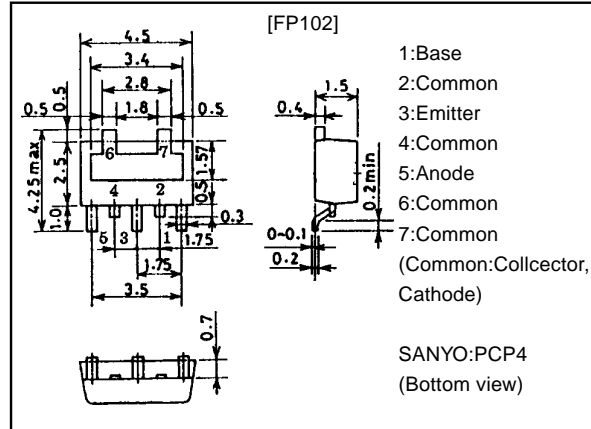 [FP102]
4.5
3.4
2.8
0.5 1.8 0.5
0.5
4.25 max
2.5
1.0
1.57
0.5
6 7
4 2
5 3 1
0.3
1.75
1.75
3.5
0.7
1.5
0.4
0.2min
0~0.1
0.2
1:Base
2:Common
3:Emitter
4:Common
5:Anode
6:Common
7:Common
(Common:Collcector,
Cathode)
SANYO:PCP4
(Bottom view)